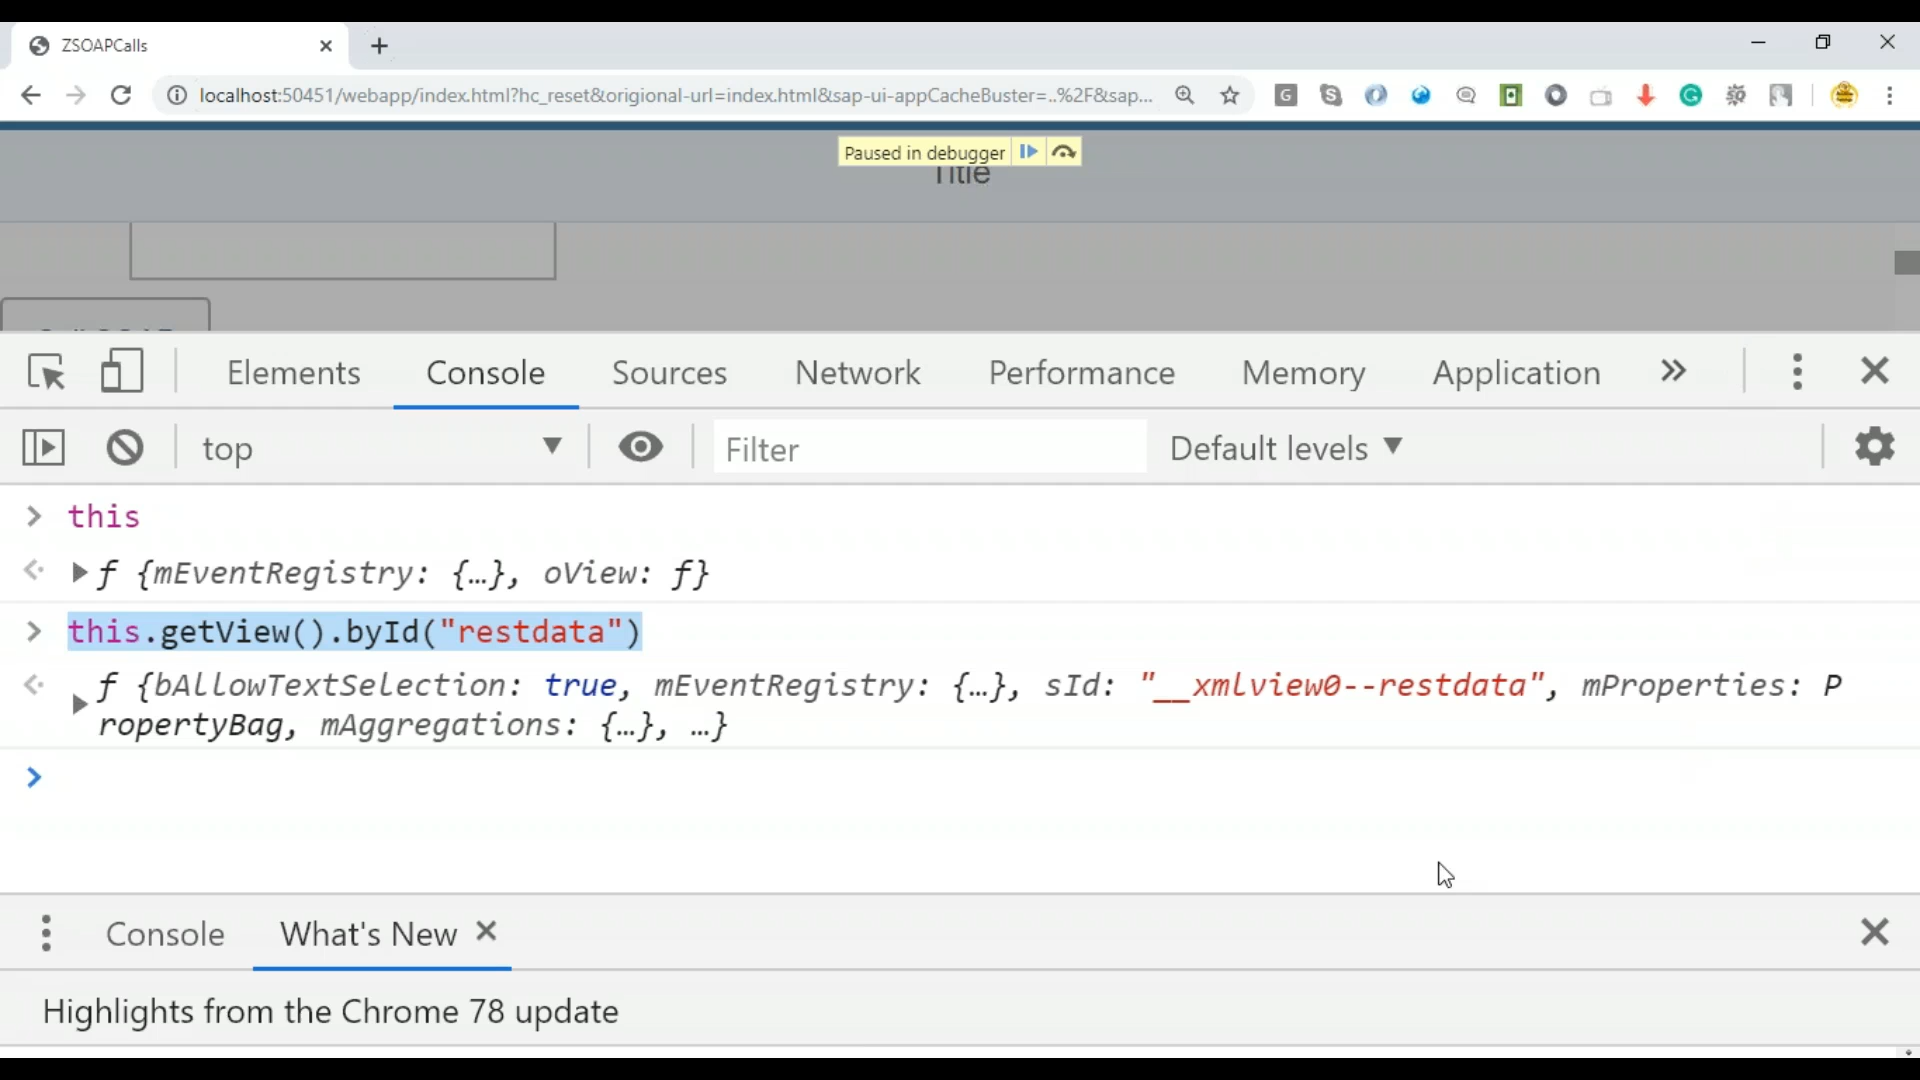 ZSOAPCalls
localhost:50451/webapp/index.html?hc_reset&origional-url=index.html&sap-ui-appCacheBuster=..%2F&sap...
Paused in debugger
Title
Elements Console Sources Network Performance Memory Application
top Filter Default levels
this
f {mEventRegistry: {…}, oView: f}
this.getView().byId("restdata")
f {bAllowTextSelection: true, mEventRegistry: {…}, sId: "__xmlview0--restdata", mProperties: P
ropertyBag, mAggregations: {…}, …}
Console What's New
Highlights from the Chrome 78 update